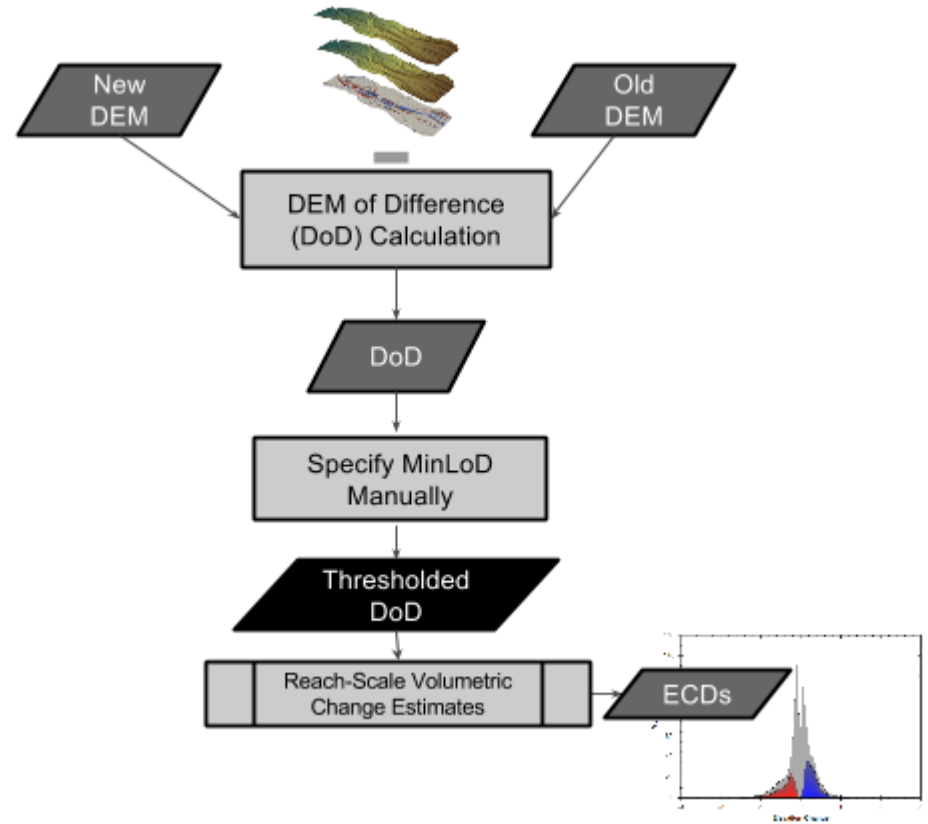 New
DEM
Old
DEM
DEM of Difference
(DoD) Calculation
DoD
Specify MinLoD
Manually
Thresholded
DoD
Reach-Scale Volumetric
Change Estimates
ECDs